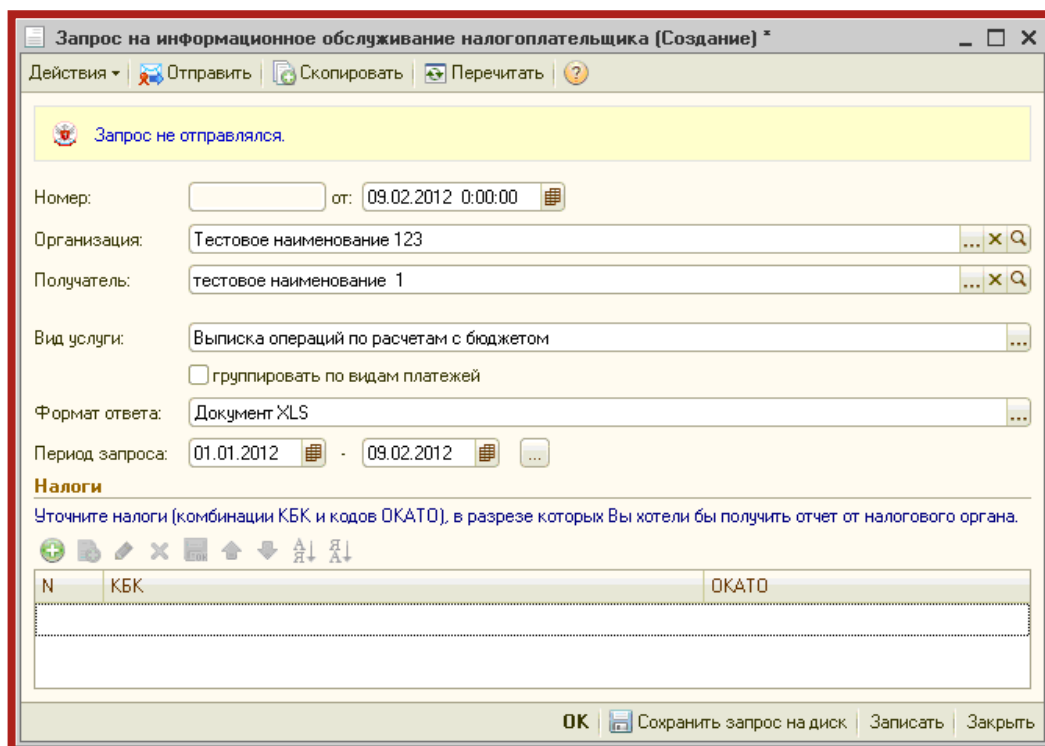 Запрос на информационное обслуживание налогоплательщика (Создание) *
Действия Отправить Скопировать Перечитать ?
Запрос не отправлялся.
Номер: от: 09.02.2012 0:00:00
Организация: Тестовое наименование 123 ...
Получатель: тестовое наименование 1 ...
Вид услуги: Выписка операций по расчетам с бюджетом ...
группировать по видам платежей
Формат ответа: Документ XLS ...
Период запроса: 01.01.2012 - 09.02.2012 ...
Налоги
Уточните налоги (комбинации КБК и кодов ОКАТО), в разрезе которых Вы хотели бы получить отчет от налогового органа.
N КБК ОКАТО
OK Сохранить запрос на диск Записать Закрыть